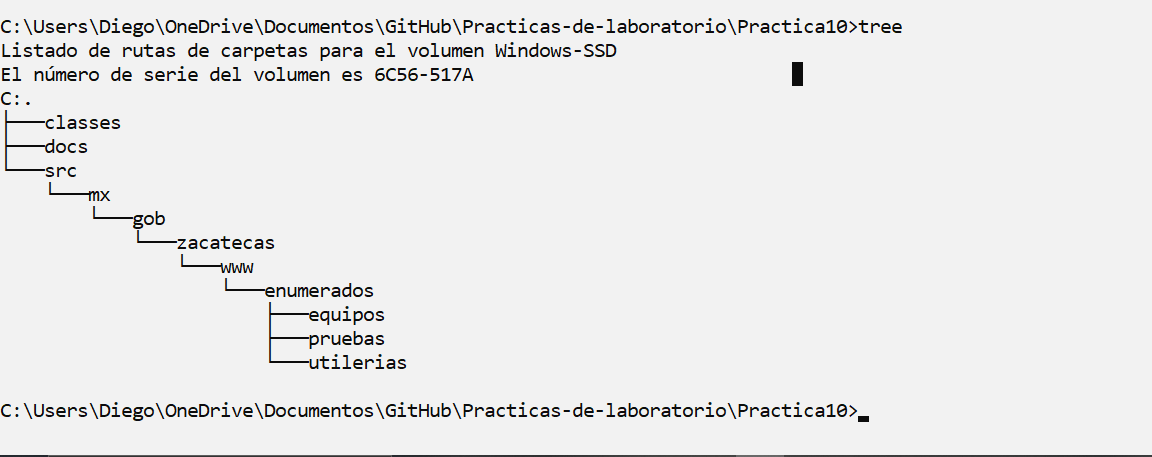 C:\Users\Diego\OneDrive\Documentos\GitHub\Practicas-de-laboratorio\Practica10>tree
Listado de rutas de carpetas para el volumen Windows-SSD
El número de serie del volumen es 6C56-517A
C:.
├───classes
├───docs
└───src
    └───mx
        └───gob
            └───zacatecas
                └───www
                    └───enumerados
                        ├───equipos
                        ├───pruebas
                        └───utilerias
C:\Users\Diego\OneDrive\Documentos\GitHub\Practicas-de-laboratorio\Practica10>